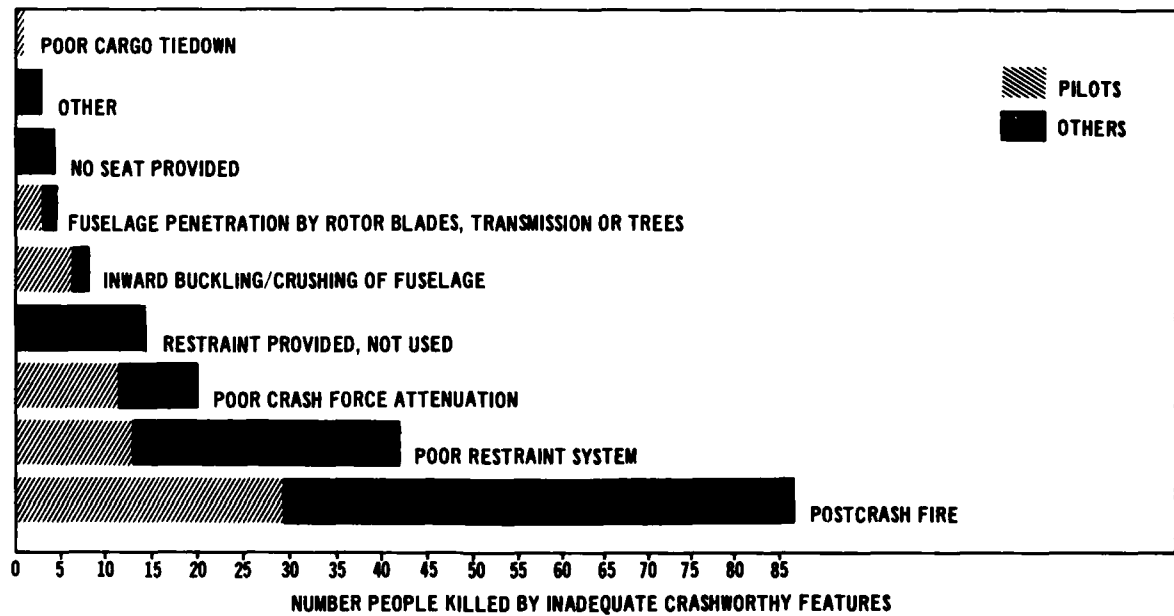 POOR CARGO TIEDOWN
OTHER
NO SEAT PROVIDED
FUSELAGE PENETRATION BY ROTOR BLADES, TRANSMISSION OR TREES
INWARD BUCKLING/CRUSHING OF FUSELAGE
RESTRAINT PROVIDED, NOT USED
POOR CRASH FORCE ATTENUATION
POOR RESTRAINT SYSTEM
POSTCRASH FIRE
PILOTS
OTHERS
0 5 10 15 20 25 30 35 40 45 50 55 60 65 70 75 80 85
NUMBER PEOPLE KILLED BY INADEQUATE CRASHWORTHY FEATURES